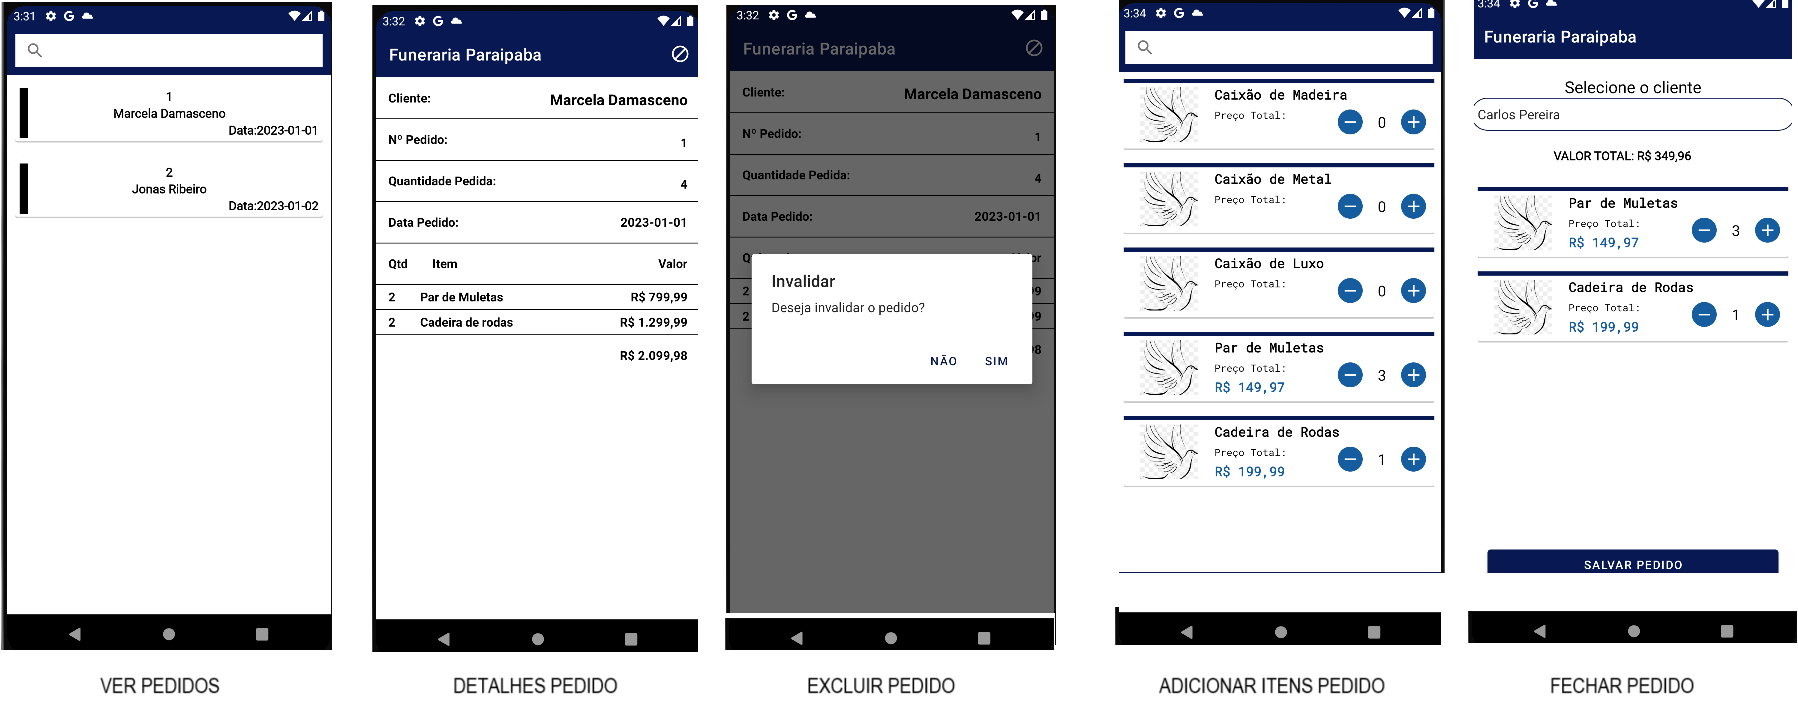 3:31
1
Marcela Damasceno
Data:2023-01-01
2
Jonas Ribeiro
Data:2023-01-02
VER PEDIDOS
3:32
Funeraria Paraipaba
Cliente: Marcela Damasceno
Nº Pedido: 1
Quantidade Pedida: 4
Data Pedido: 2023-01-01
Qtd Item Valor
2 Par de Muletas R$ 799,99
2 Cadeira de rodas R$ 1.299,99
R$ 2.099,98
DETALHES PEDIDO
3:32
Funeraria Paraipaba
Cliente: Marcela Damasceno
Nº Pedido: 1
Quantidade Pedida: 4
Data Pedido: 2023-01-01
Invalidar
Deseja invalidar o pedido?
NÃO SIM
2 99
2 99
98
EXCLUIR PEDIDO
3:34
Caixão de Madeira
Preço Total:
0
Caixão de Metal
Preço Total:
0
Caixão de Luxo
Preço Total:
0
Par de Muletas
Preço Total:
R$ 149,97
3
Cadeira de Rodas
Preço Total:
R$ 199,99
1
ADICIONAR ITENS PEDIDO
3:34
Funeraria Paraipaba
Selecione o cliente
Carlos Pereira
VALOR TOTAL: R$ 349,96
Par de Muletas
Preço Total:
R$ 149,97
3
Cadeira de Rodas
Preço Total:
R$ 199,99
1
SALVAR PEDIDO
FECHAR PEDIDO